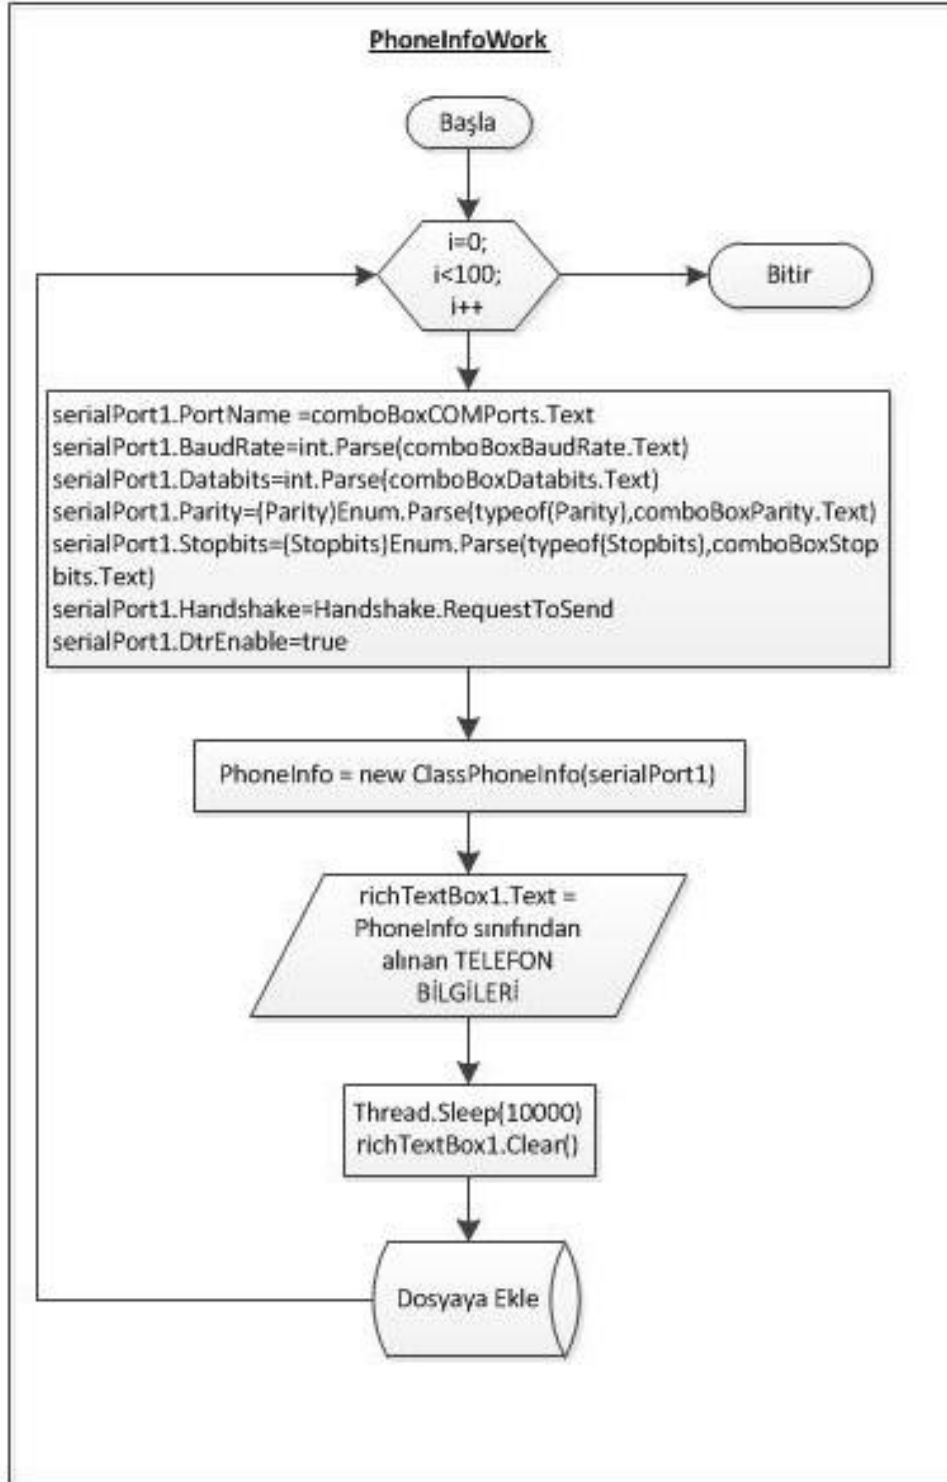 PhoneInfoWork
Başla
i=0;
i<100;
i++
Bitir
serialPort1.PortName =comboBoxCOMPorts.Text
serialPort1.BaudRate=int.Parse(comboBoxBaudRate.Text)
serialPort1.Databits=int.Parse(comboBoxDatabits.Text)
serialPort1.Parity=(Parity)Enum.Parse(typeof(Parity),comboBoxParity.Text)
serialPort1.Stopbits=(Stopbits)Enum.Parse(typeof(Stopbits),comboBoxStop
bits.Text)
serialPort1.Handshake=Handshake.RequestToSend
serialPort1.DtrEnable=true
PhoneInfo = new ClassPhoneInfo(serialPort1)
richTextBox1.Text =
PhoneInfo sınıfından
alınan TELEFON
BİLGİLERİ
Thread.Sleep(10000)
richTextBox1.Clear()
Dosyaya Ekle